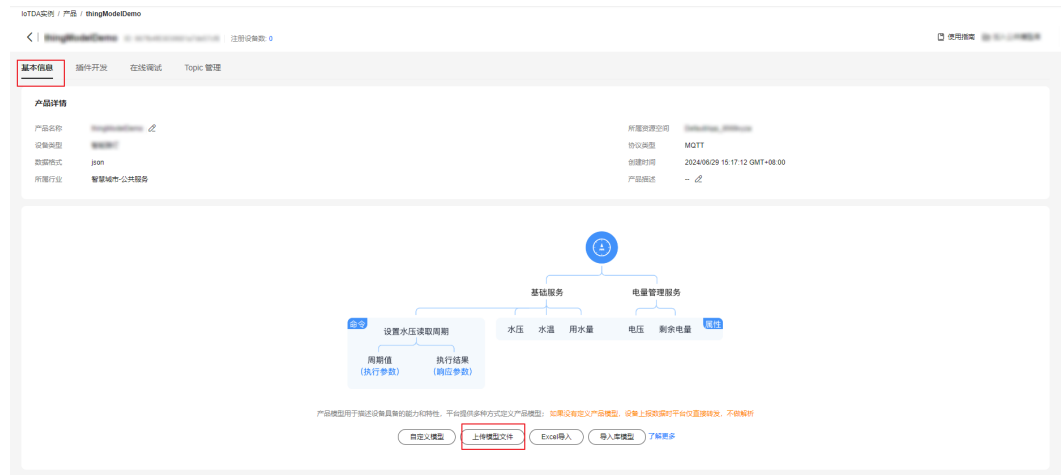 IoTDA实例 / 产品 / thingModelDemo
注册设备数 0
使用指南
基本信息 插件开发 在线调试 Topic 管理
产品详情
产品名称 所属资源空间
设备类型 协议类型 MQTT
数据格式 json 创建时间 2024/06/29 15:17:12 GMT+08:00
所属行业 智慧城市-公共服务 产品描述 --
基础服务 电量管理服务
命令 设置水压读取周期 水压 水温 用水量 电压 剩余电量 属性
周期值 执行结果
(执行参数) (响应参数)
产品模型用于描述设备具备的能力和特性，平台提供多种方式定义产品模型； 如果没有定义产品模型，设备上报数据时平台仅直接转发，不做解析
自定义模型 上传模型文件 Excel导入 导入库模型 了解更多